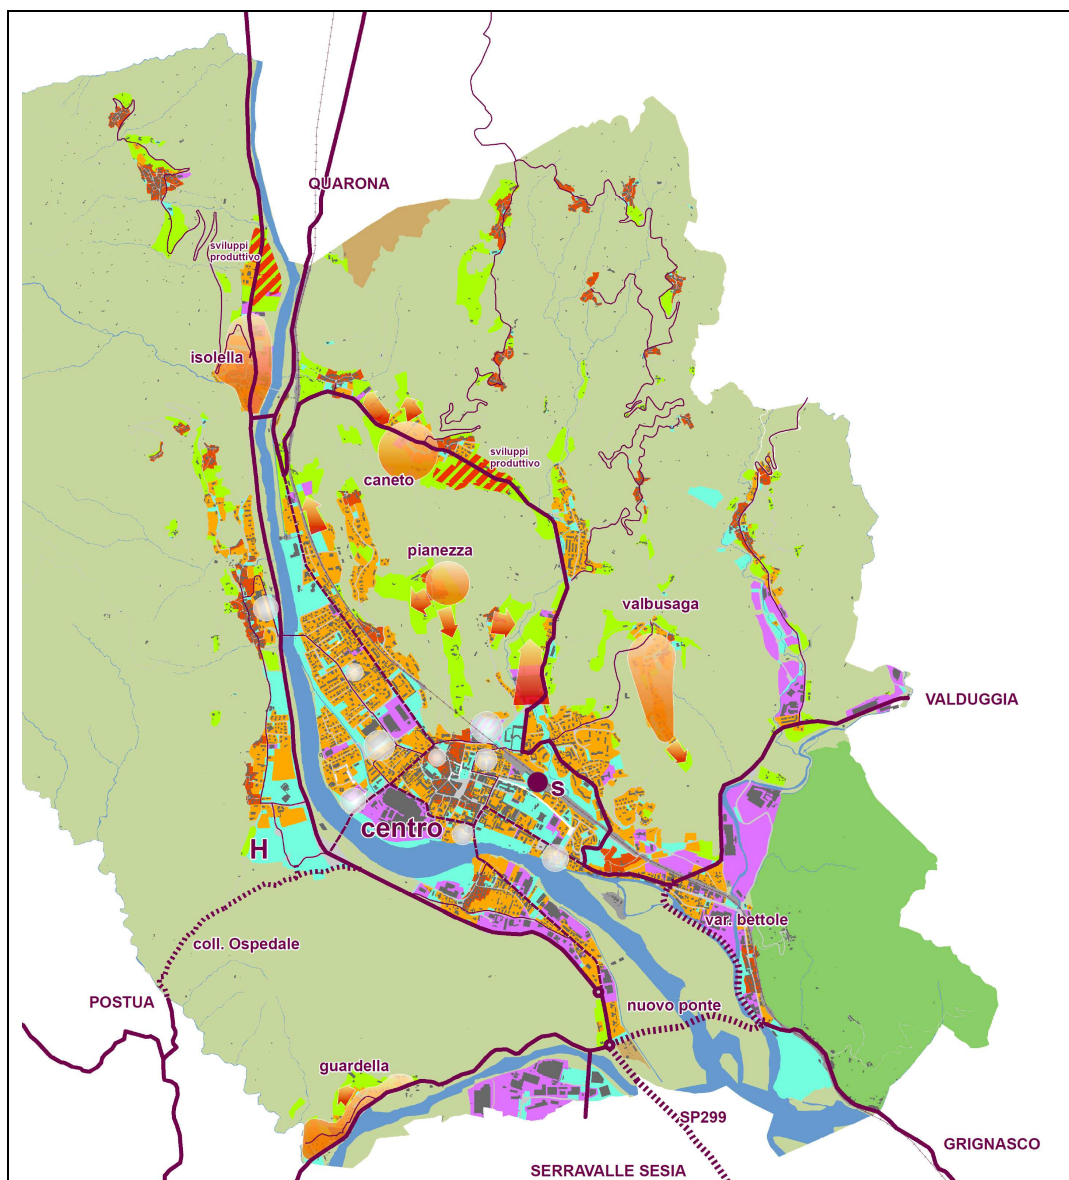 QUARONA
sviluppi
produttivo
isolella
sviluppi
produttivo
caneto
pianezza
valbusaga
VALDUGGIA
S
centro
H
var. bettole
coll. Ospedale
POSTUA
nuovo ponte
guardella
SP299
GRIGNASCO
SERRAVALLE SESIA